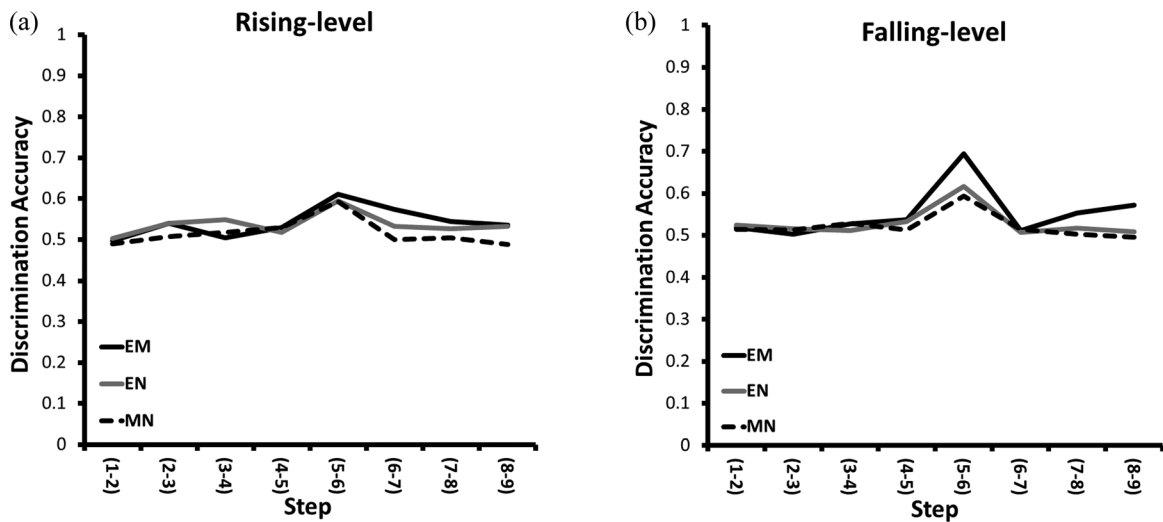 (a)
Rising-level
Discrimination Accuracy
1
0.9
0.8
0.7
0.6
0.5
0.4
0.3
0.2
0.1
0
EM
EN
MN
(1-2)
(2-3)
(3-4)
(4-5)
(5-6)
(6-7)
(7-8)
(8-9)
Step
(b)
Falling-level
Discrimination Accuracy
1
0.9
0.8
0.7
0.6
0.5
0.4
0.3
0.2
0.1
0
EM
EN
MN
(1-2)
(2-3)
(3-4)
(4-5)
(5-6)
(6-7)
(7-8)
(8-9)
Step